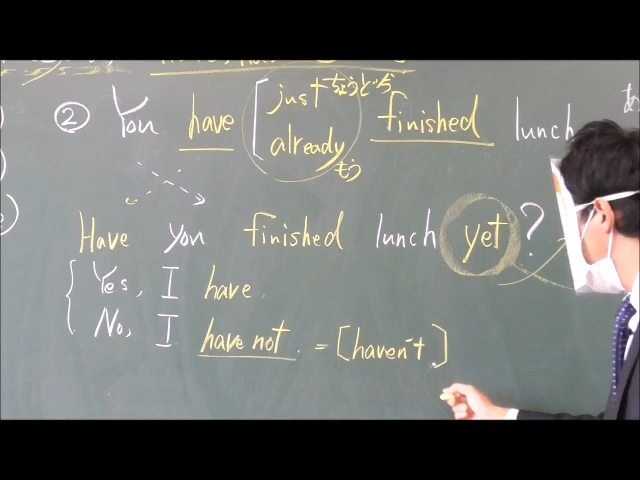 ② You have [ just ちょうど finished lunch
already もう
Have you finished lunch yet ?
Yes, I have.
No, I have not. = [haven't.]